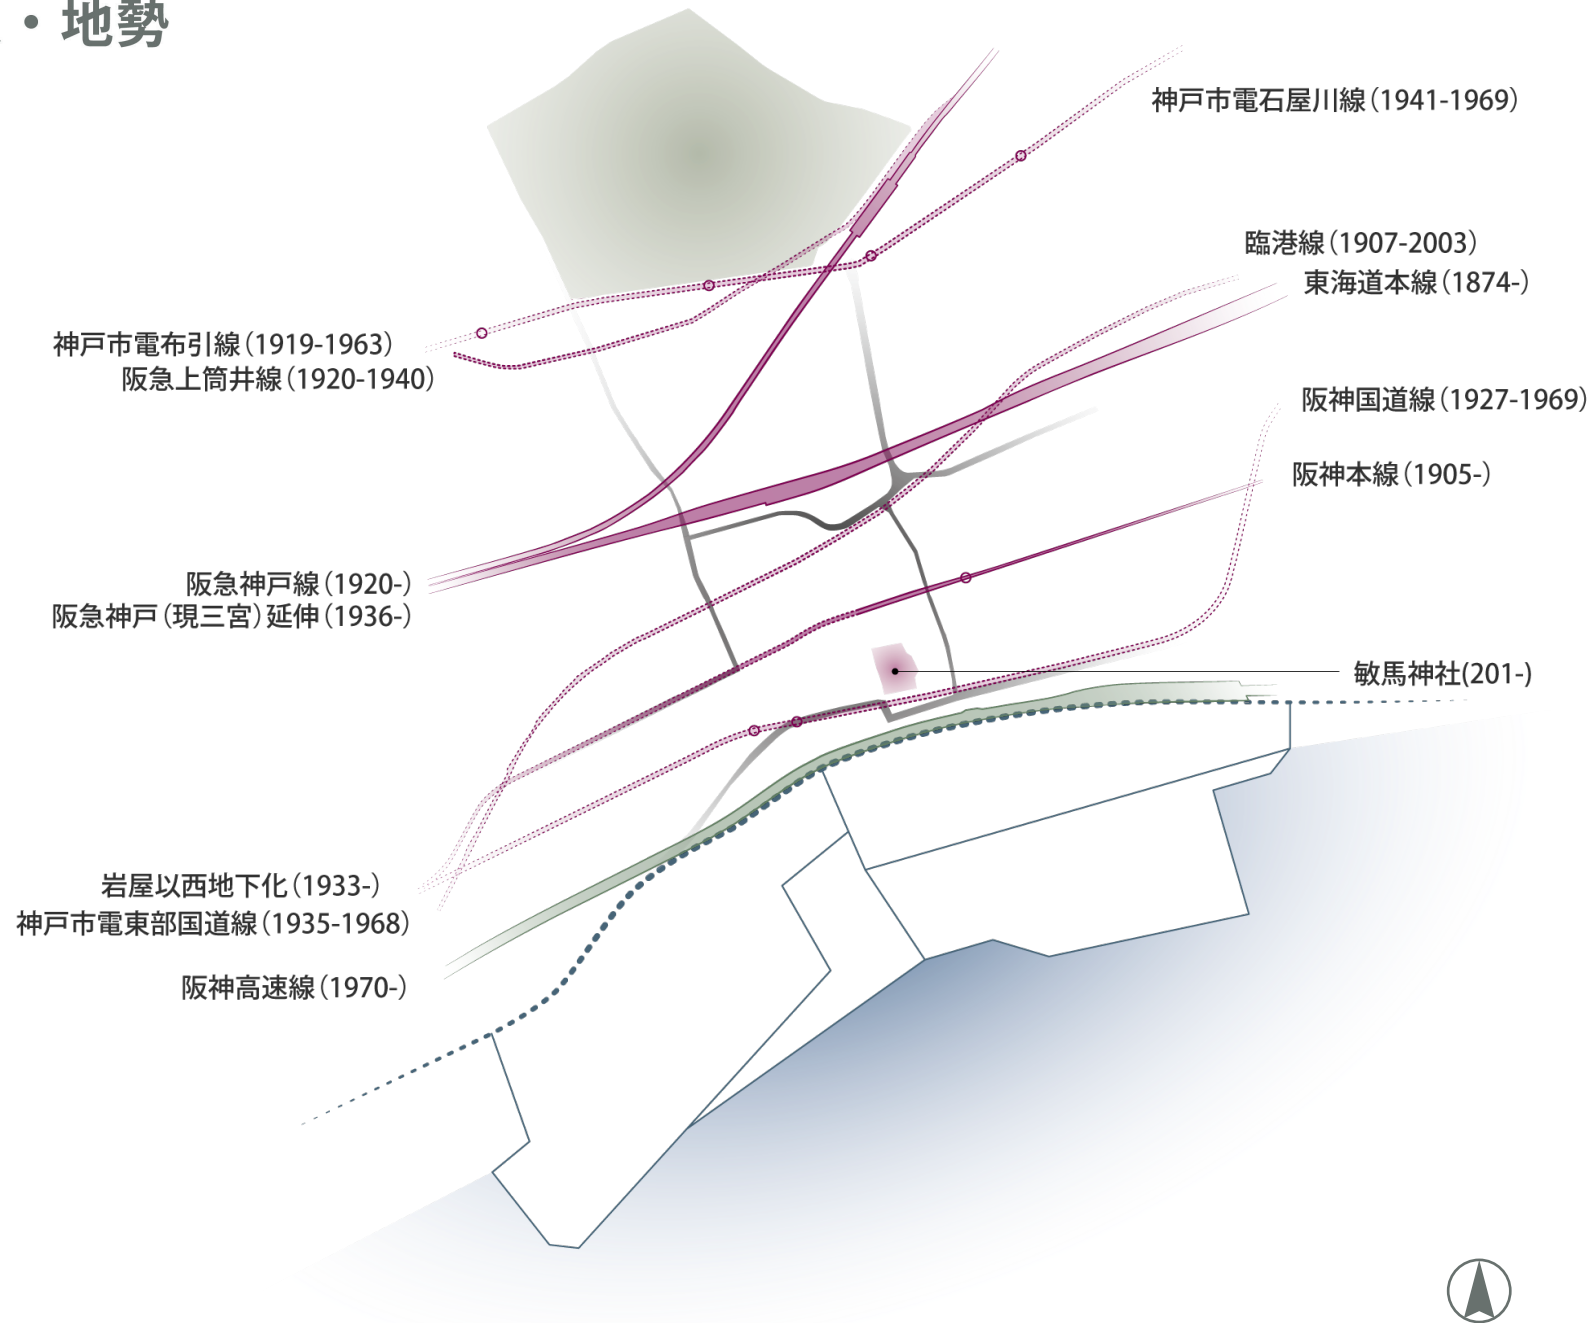 ・地勢
神戸市電石屋川線（1941-1969）
臨港線（1907-2003）
東海道本線（1874-）
神戸市電布引線（1919-1963）
阪急上筒井線（1920-1940）
阪神国道線（1927-1969）
阪神本線（1905-）
阪急神戸線（1920-）
阪急神戸（現三宮）延伸（1936-）
敏馬神社(201-)
岩屋以西地下化（1933-）
神戸市電東部国道線（1935-1968）
阪神高速線（1970-）